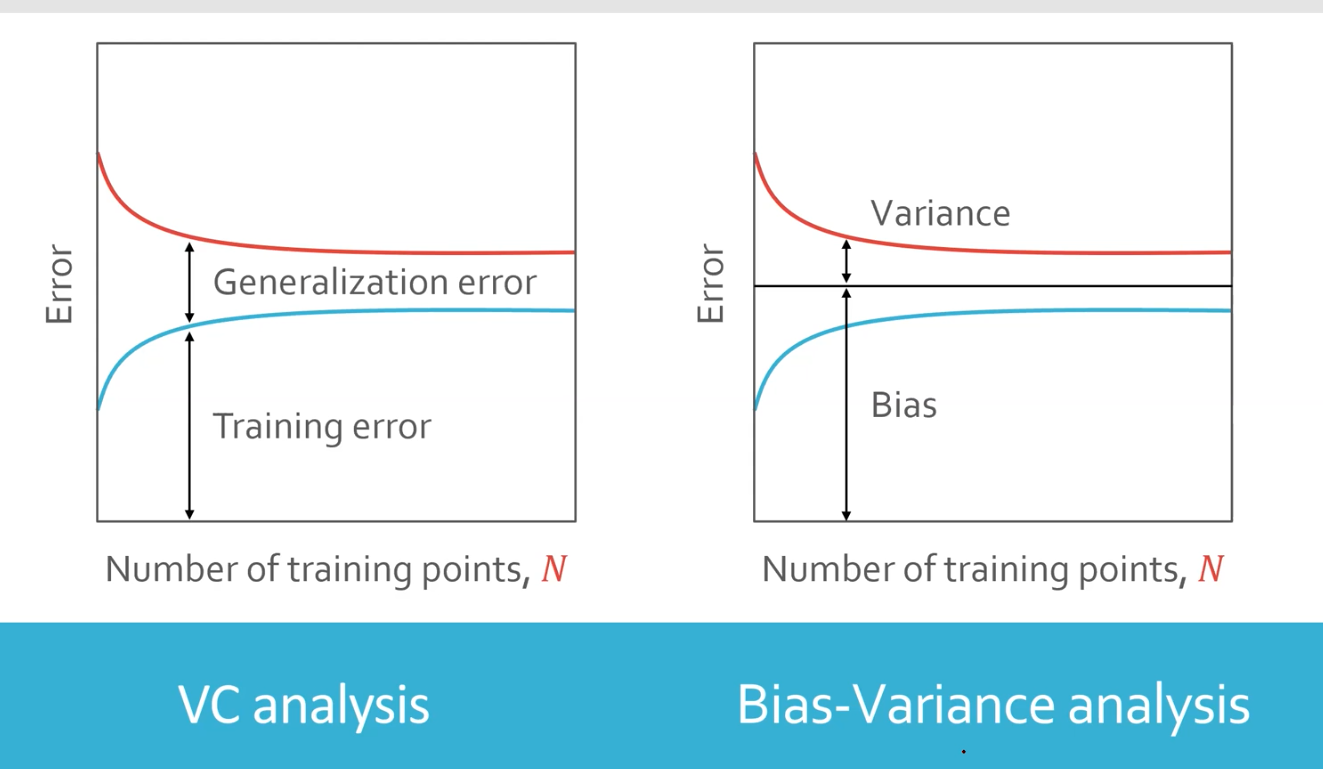 Error
Generalization error
Training error
Number of training points, N
VC analysis
Error
Variance
Bias
Number of training points, N
Bias-Variance analysis